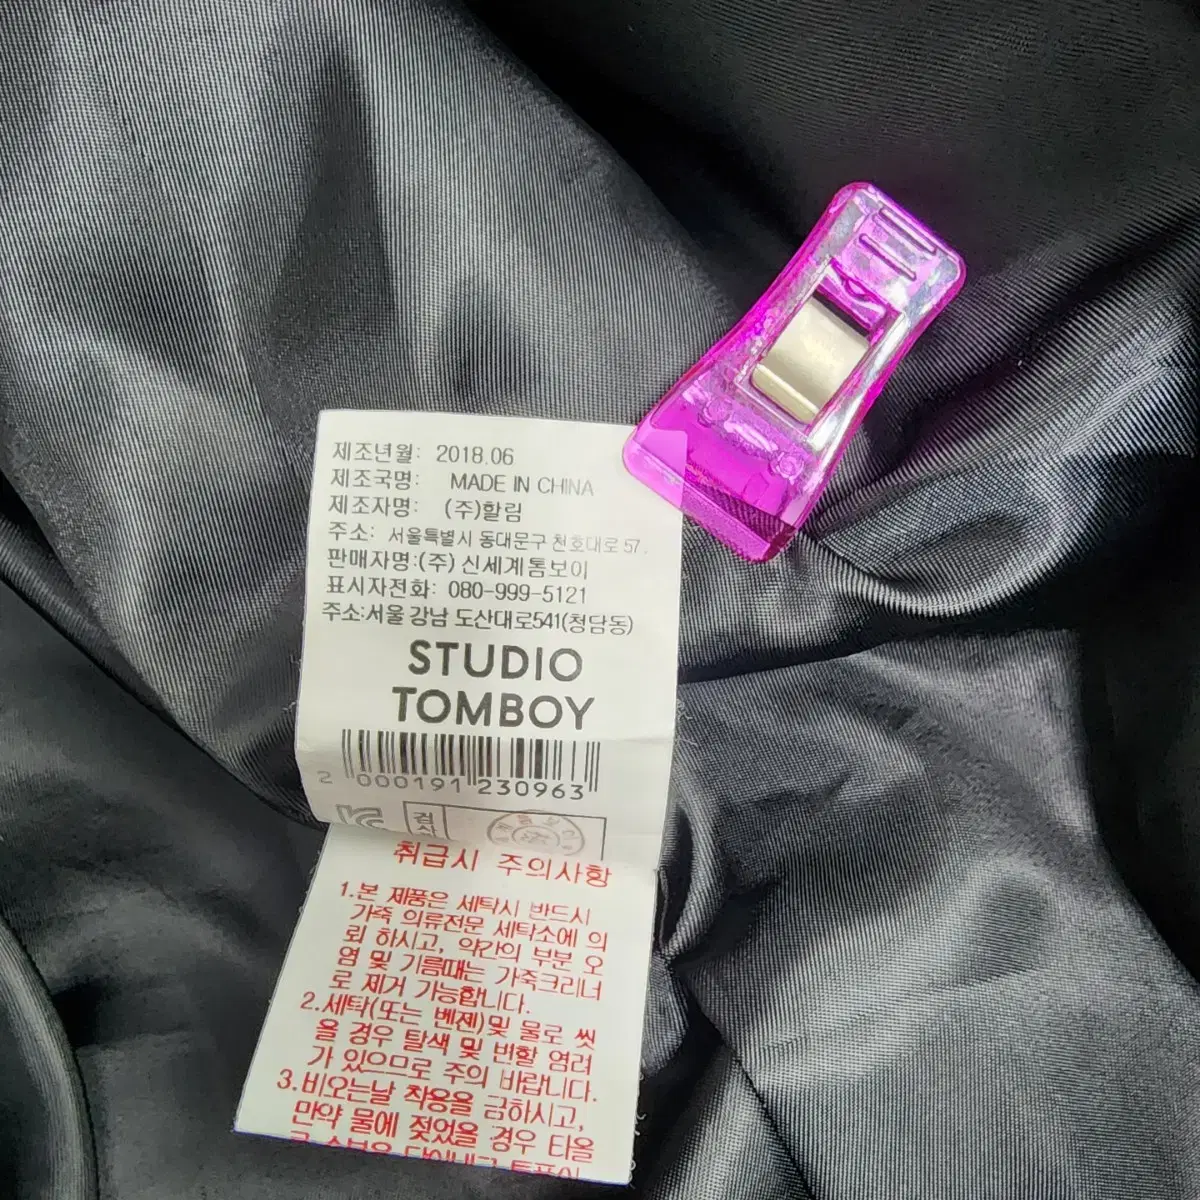 제조년월: 2018.06
제조국명: MADE IN CHINA
제조자명: (주)할림
주소: 서울특별시 동대문구 천호대로 57.
판매자명:(주) 신세계톰보이
표시자전화: 080-999-5121
주소:서울 강남 도산대로541(청담동)
STUDIO
TOMBOY
2 000191 230963
취급시 주의사항
1.본 제품은 세탁시 반드시
가죽 의류전문 세탁소에 의
뢰 하시고, 약간의 부분 오
염 및 기름때는 가죽크리너
로 제거 가능합니다.
2.세탁(또는 벤젠)및 물로 씻
을 경우 탈색 및 변할 염려
가 있으므로 주의 바랍니다.
3.비오는날 착용을 금하시고,
만약 물에 젖었을 경우 타올